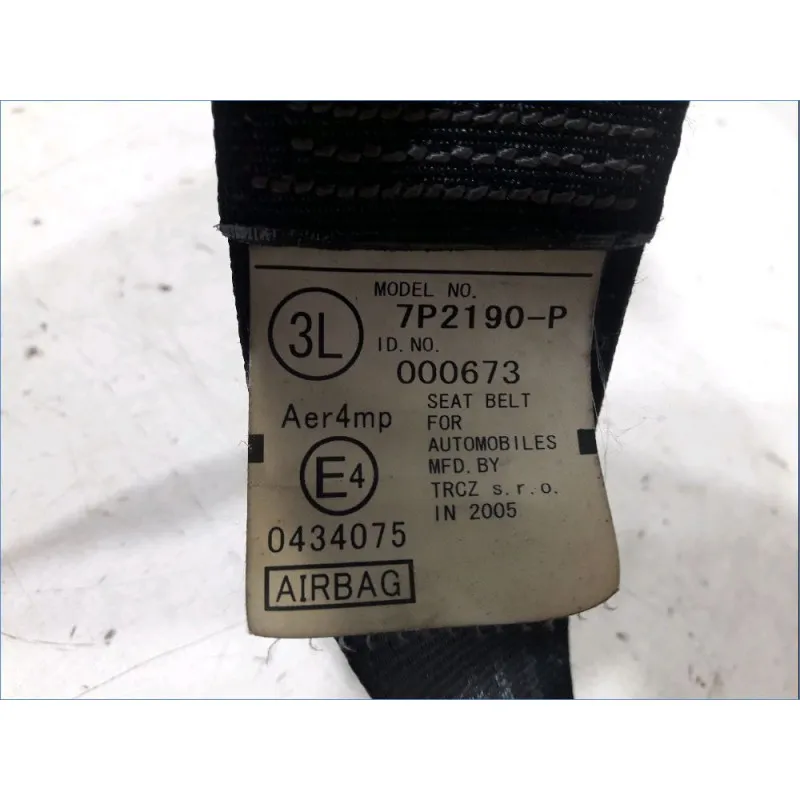 MODEL NO.
3L 7P2190-P
ID. NO.
000673
Aer4mp SEAT BELT
FOR
AUTOMOBILES
E4 MFD. BY
TRCZ s.r.o.
IN 2005
0434075
AIRBAG